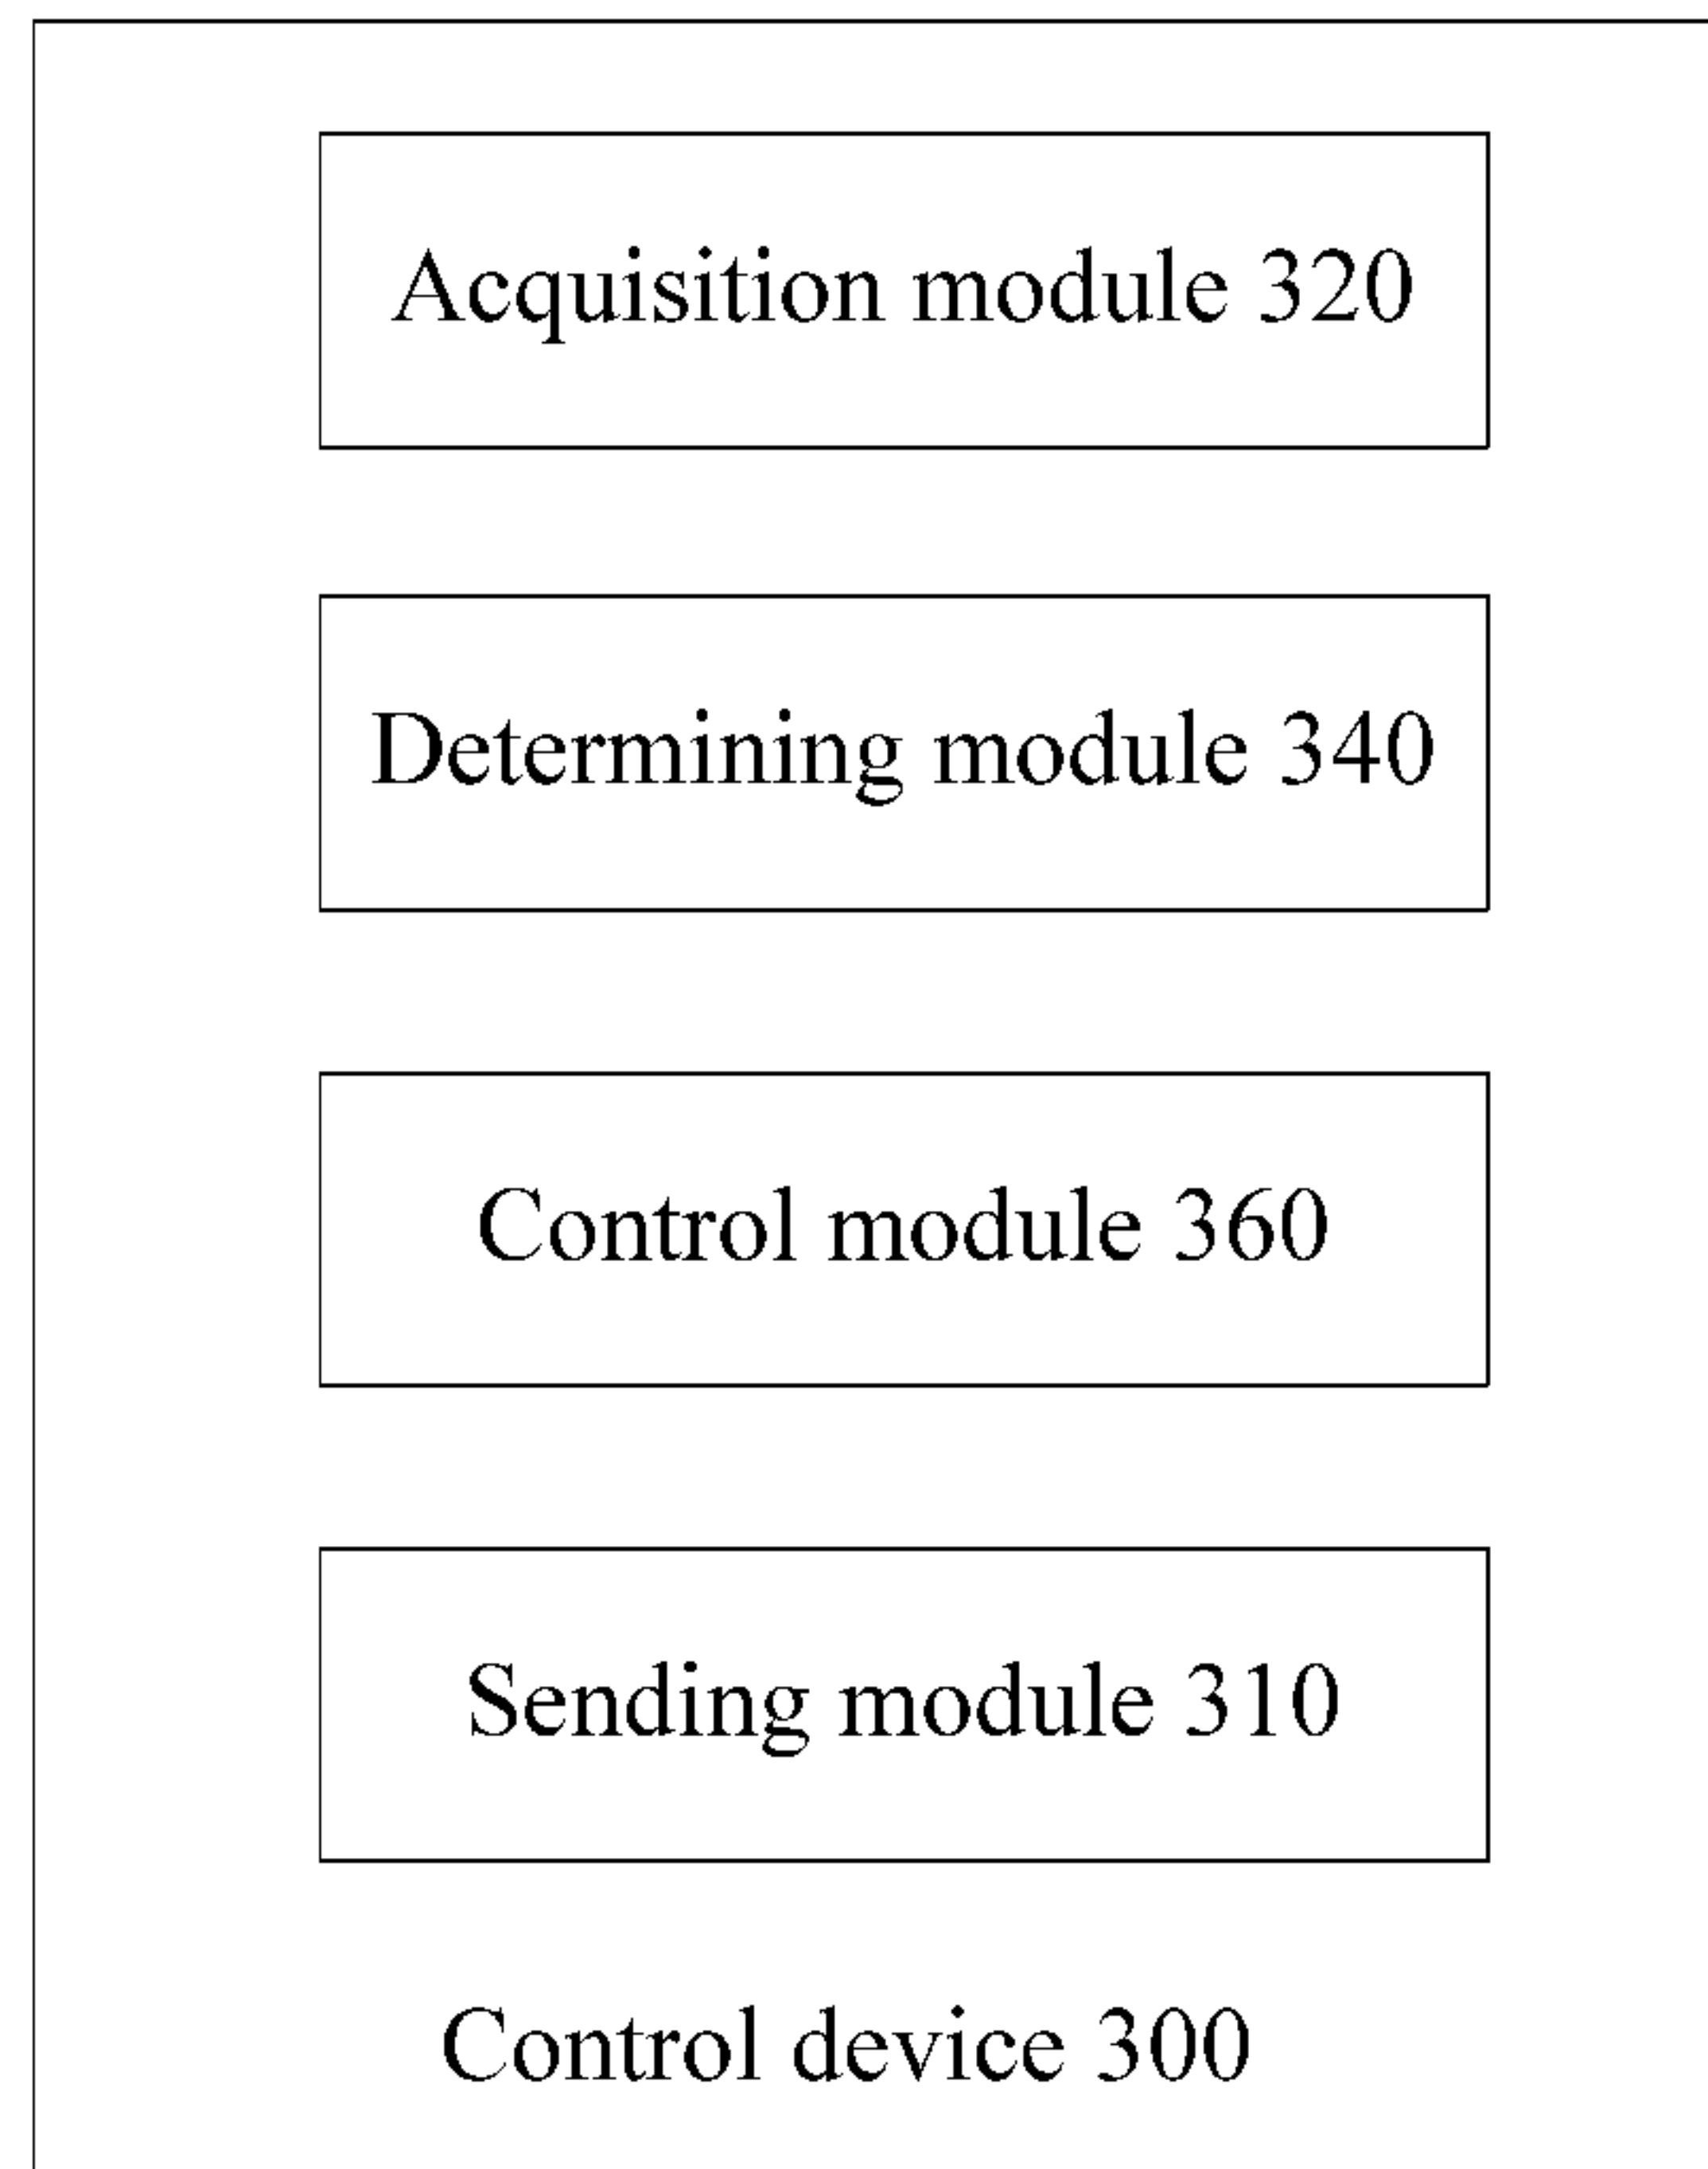 Acquisition module 320
Determining module 340
Control module 360
Sending module 310
Control device 300